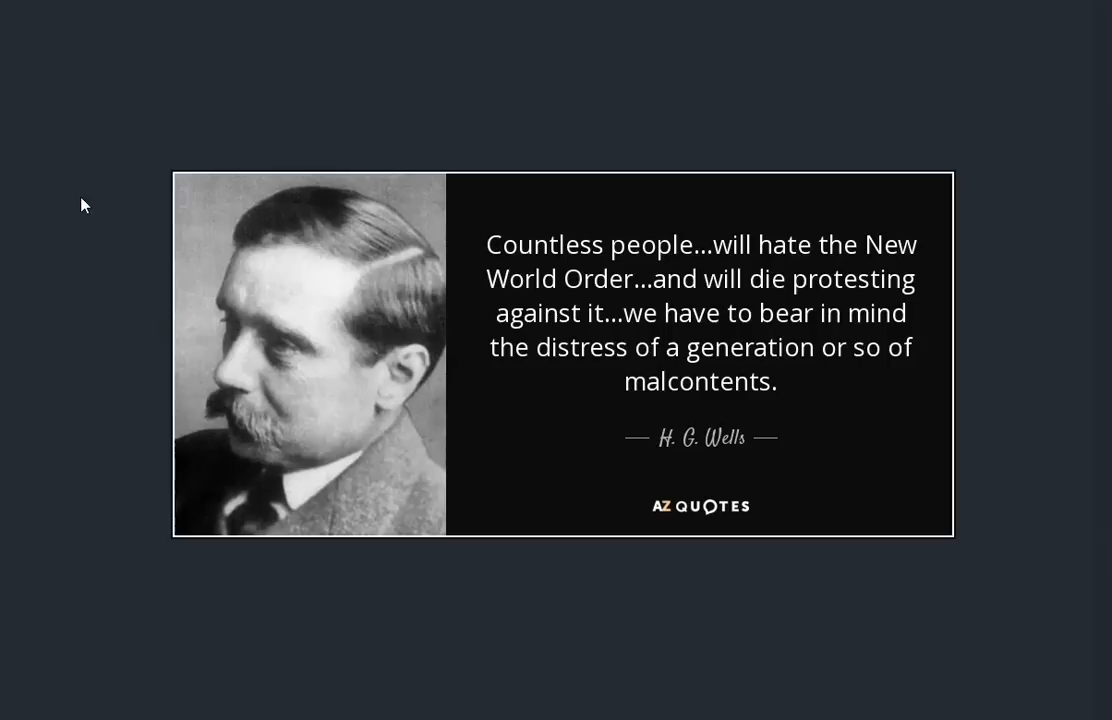 Countless people...will hate the New
World Order...and will die protesting
against it...we have to bear in mind
the distress of a generation or so of
malcontents.
— H. G. Wells —
AZ QUOTES